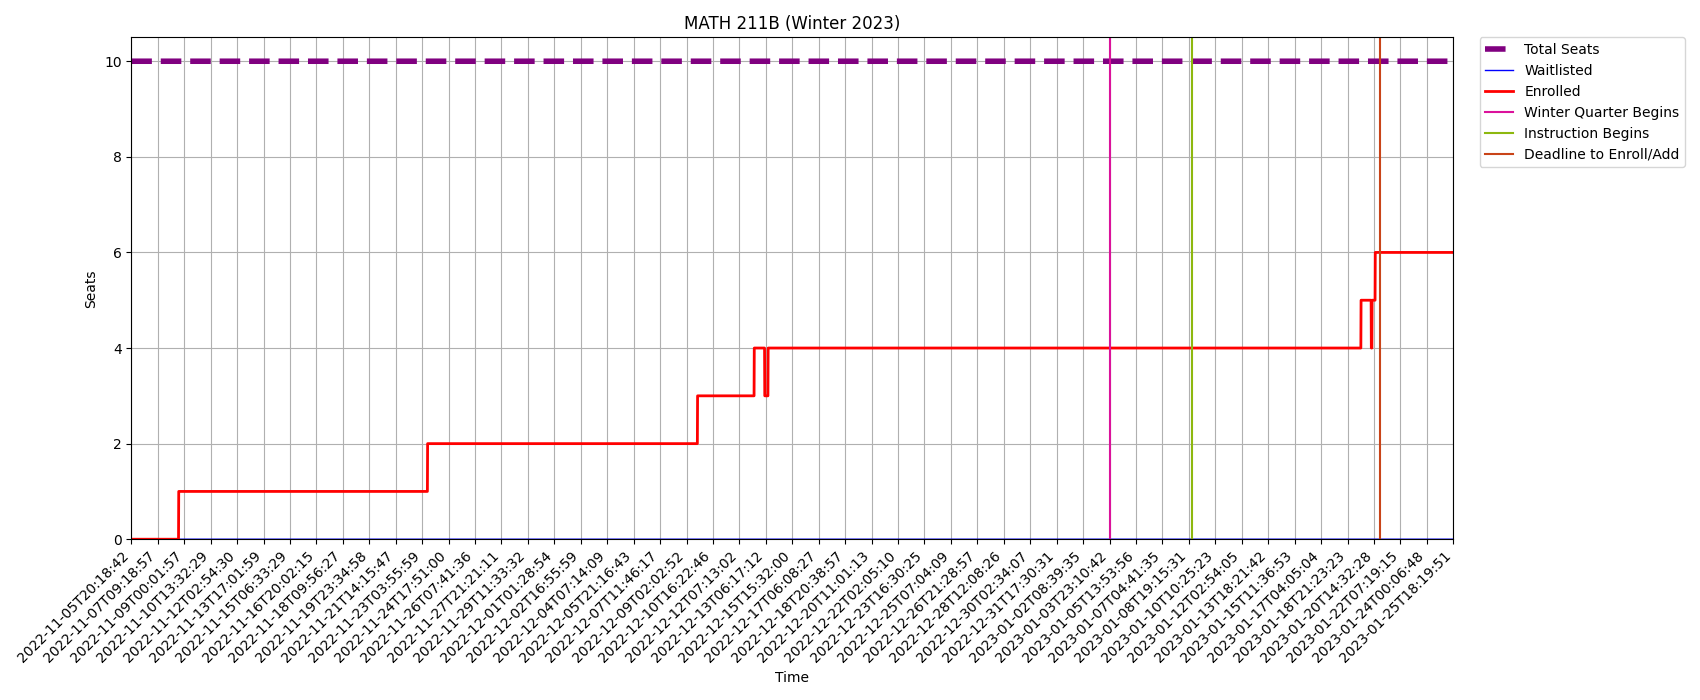 MATH 211B (Winter 2023)
Total Seats
Waitlisted
Enrolled
Winter Quarter Begins
Instruction Begins
Deadline to Enroll/Add
Seats
10
8
6
4
2
0
2022-11-05T20:18:42
2022-11-07T09:18:57
2022-11-09T00:01:57
2022-11-10T13:32:29
2022-11-12T02:54:30
2022-11-13T17:01:59
2022-11-15T06:33:29
2022-11-16T20:02:15
2022-11-18T09:56:27
2022-11-19T23:34:58
2022-11-21T14:15:47
2022-11-23T03:55:59
2022-11-24T17:51:00
2022-11-26T07:41:36
2022-11-27T21:21:11
2022-11-29T11:33:32
2022-12-01T01:28:54
2022-12-02T16:55:59
2022-12-04T07:14:09
2022-12-05T21:16:43
2022-12-07T11:46:17
2022-12-09T02:02:52
2022-12-10T16:22:46
2022-12-12T07:13:02
2022-12-13T06:17:12
2022-12-15T15:32:00
2022-12-17T06:08:27
2022-12-18T20:38:57
2022-12-20T11:01:13
2022-12-22T02:05:10
2022-12-23T16:30:25
2022-12-25T07:04:09
2022-12-26T21:28:57
2022-12-28T12:08:26
2022-12-30T02:34:07
2022-12-31T17:30:31
2023-01-02T08:39:35
2023-01-03T23:10:42
2023-01-05T13:53:56
2023-01-07T04:41:35
2023-01-08T19:15:31
2023-01-10T10:25:23
2023-01-12T02:54:05
2023-01-13T18:21:42
2023-01-15T11:36:53
2023-01-17T04:05:04
2023-01-18T21:23:23
2023-01-20T14:32:28
2023-01-22T07:19:15
2023-01-24T00:06:48
2023-01-25T18:19:51
Time